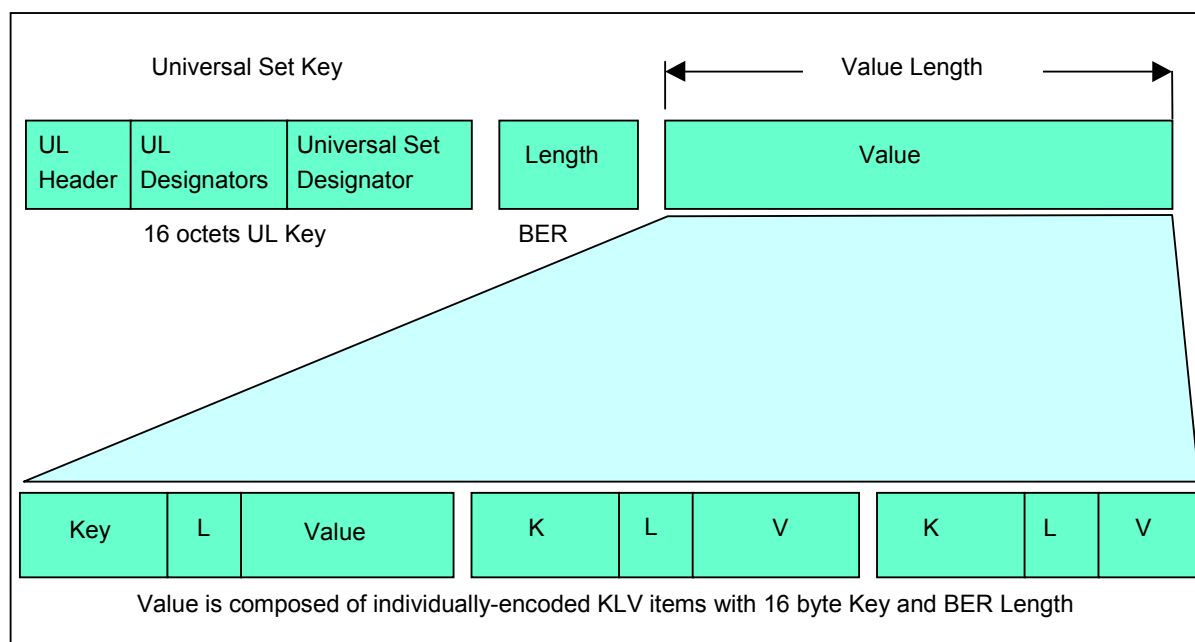 Universal Set Key
Value Length
UL Header
UL Designators
Universal Set Designator
Length
Value
16 octets UL Key
BER
Key
L
Value
K
L
V
K
L
V
Value is composed of individually-encoded KLV items with 16 byte Key and BER Length